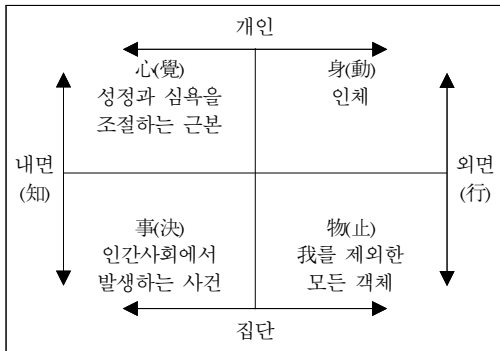 개인
心(覺)
성정과 심욕을
조절하는 근본
身(動)
인체
내면
(知)
외면
(行)
事(決)
인간사회에서
발생하는 사건
物(止)
我를 제외한
모든 객체
집단